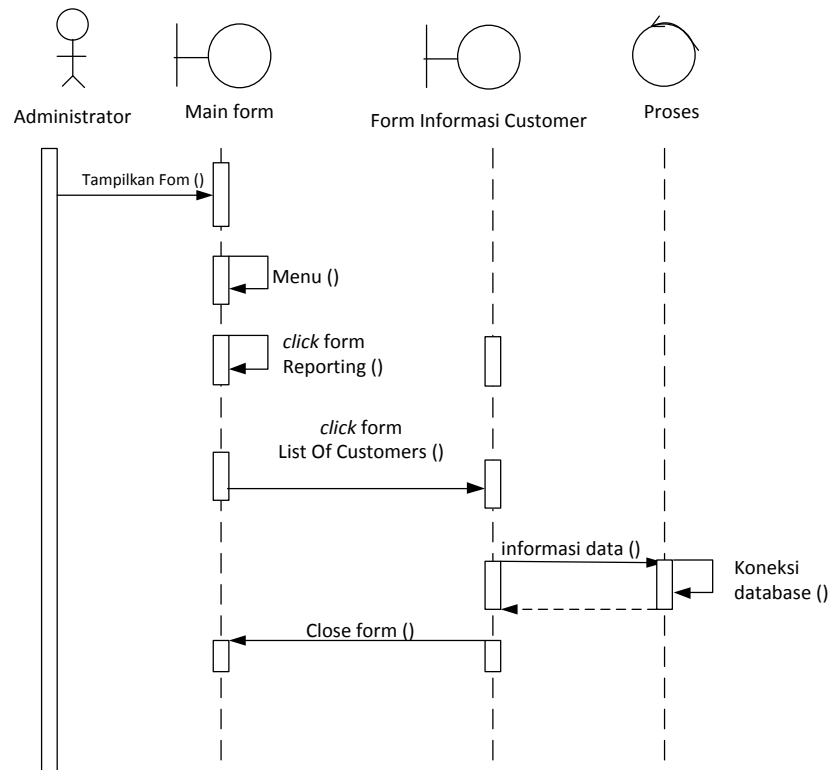 Administrator
Main form
Form Informasi Customer
Proses
Tampilkan Fom ()
Menu ()
click form
Reporting ()
click form
List Of Customers ()
informasi data ()
Koneksi
database ()
Close form ()